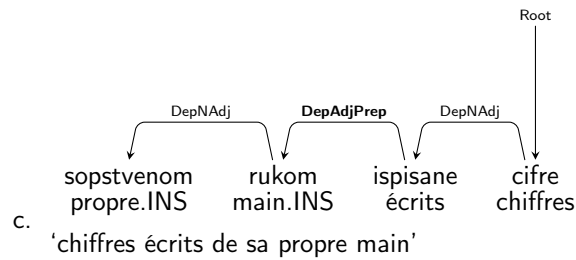 Root
DepNAdj DepAdjPrep DepNAdj
sopstvenom rukom ispisane cifre
propre.INS main.INS écrits chiffres
c.
‘chiffres écrits de sa propre main’